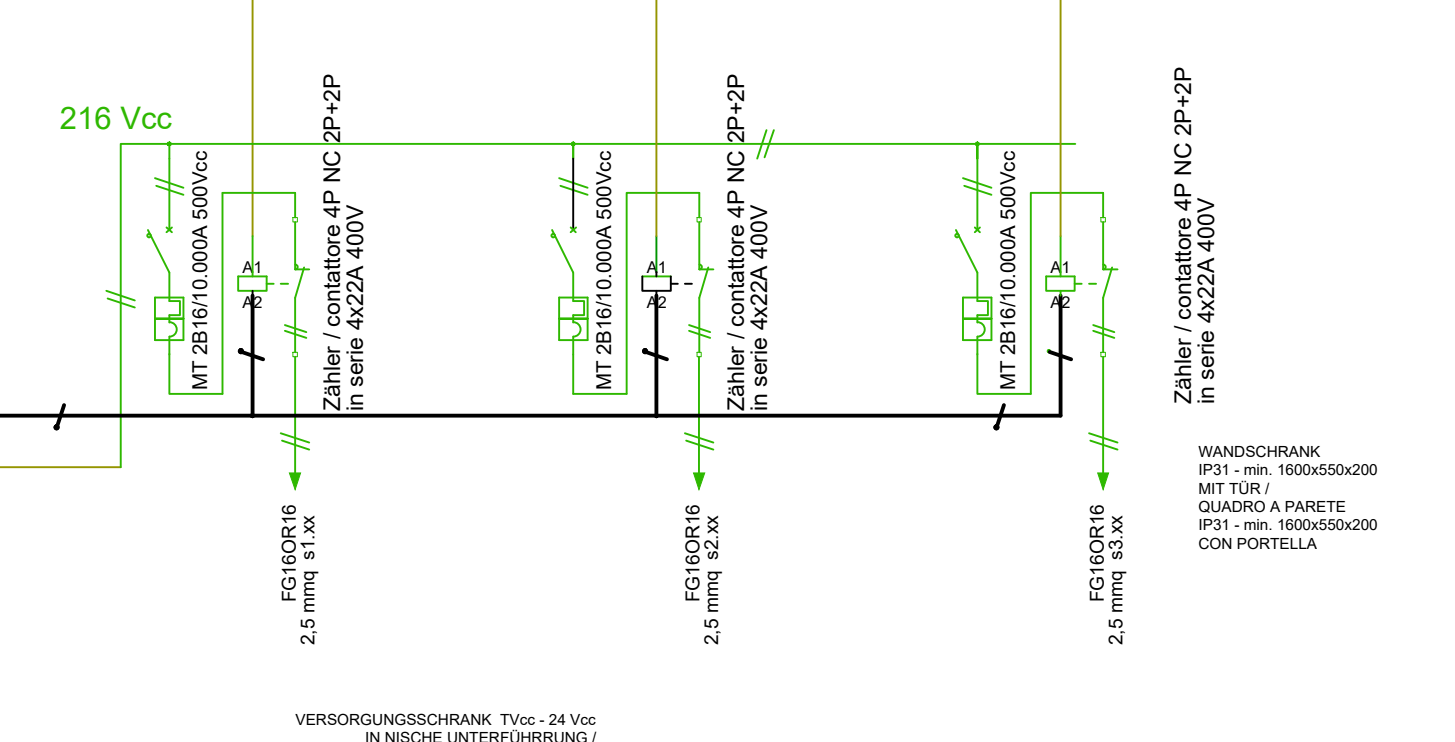 216 Vcc
MT 2B16/10.000A 500Vcc
A1
A2
Zähler / contattore 4P NC 2P+2P
in serie 4x22A 400V
MT 2B16/10.000A 500Vcc
A1
A2
Zähler / contattore 4P NC 2P+2P
in serie 4x22A 400V
MT 2B16/10.000A 500Vcc
A1
A2
Zähler / contattore 4P NC 2P+2P
in serie 4x22A 400V
FG16OR16
2,5 mmq s1.xx
FG16OR16
2,5 mmq s2.xx
FG16OR16
2,5 mmq s3.xx
WANDSCHRANK
IP31 - min. 1600x550x200
MIT TÜR /
QUADRO A PARETE
IP31 - min. 1600x550x200
CON PORTELLA
VERSORGUNGSSCHRANK TVcc - 24 Vcc
IN NISCHE UNTERFÜHRRUNG /